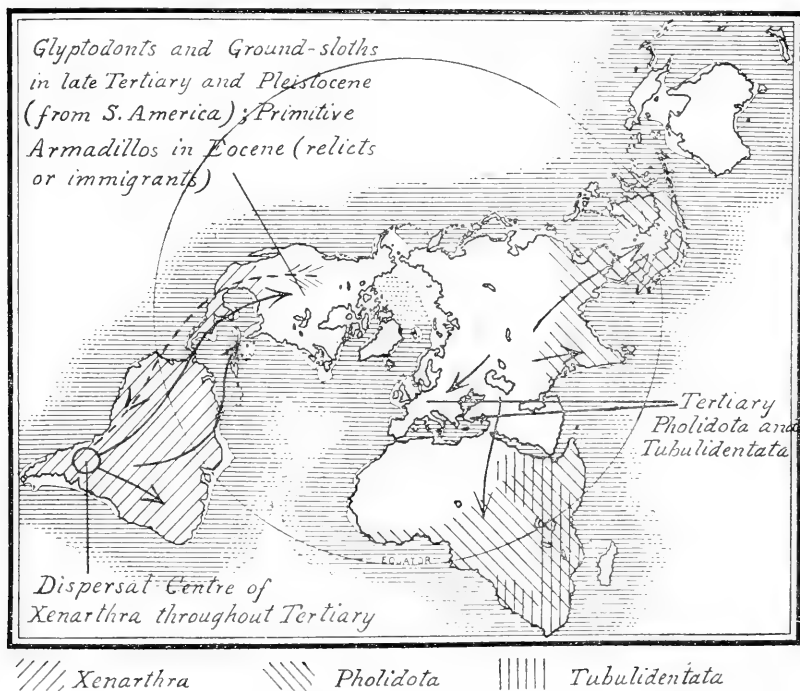 Glyptodonts and Ground-sloths
in late Tertiary and Pleistocene
(from S. America); Primitive
Armadillos in Eocene (relicts
or immigrants)
Tertiary
Pholidota and
Tubulidentata
EQUATOR
Dispersal Centre of
Xenarthra throughout Tertiary
Xenarthra Pholidota Tubulidentata